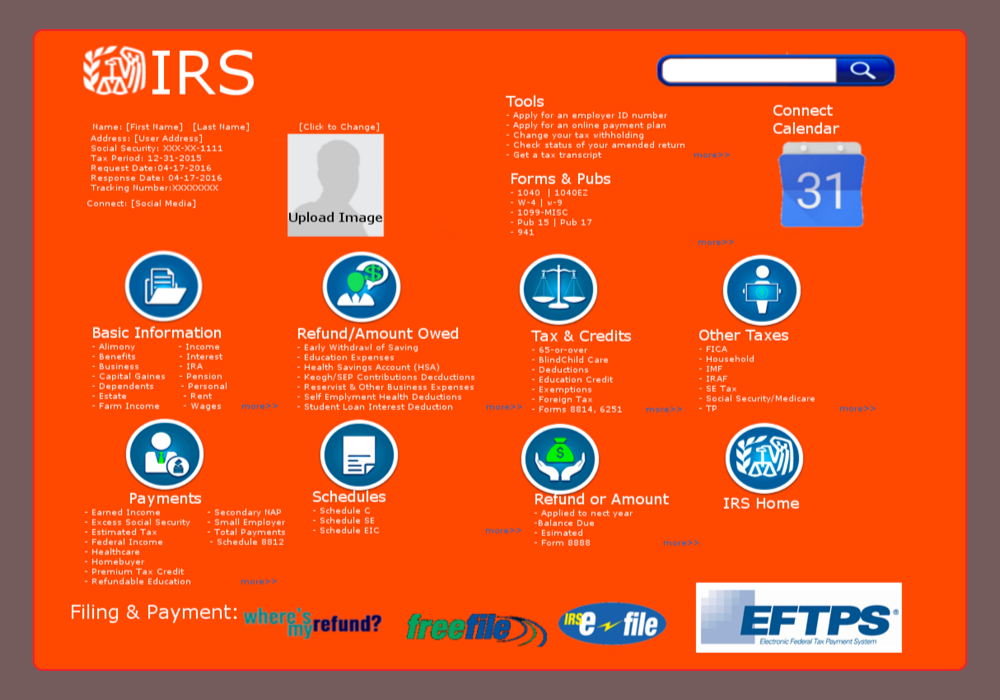 IRS
Name: [First Name] [Last Name]
Address: [User Address]
Social Security: XXX-XX-1111
Tax Period: 12-31-2015
Request Date:04-17-2016
Response Date: 04-17-2016
Tracking Number:XXXXXXXX
Connect: [Social Media]
[Click to Change]
Upload Image
Tools
- Apply for an employer ID number
- Apply for an online payment plan
- Change your tax witholding
- Check status of your amended return
- Get a tax transcript
more>>
Forms & Pubs
- 1040 | 1040EZ
- W-4 | w-9
- 1099-MISC
- Pub 15 | Pub 17
- 941
more>>
Connect
Calendar
31
Basic Information
- Alimony
- Benefits
- Business
- Capital Gaines
- Dependents
- Estate
- Farm Income
- Income
- Interest
- IRA
- Pension
- Personal
- Rent
- Wages
more>>
Refund/Amount Owed
- Early Withdrawl of Saving
- Education Expenses
- Health Savings Account (HSA)
- Keogh/SEP Contributions Decductions
- Reservist & Other Business Expenses
- Self Emplyment Health Deductions
- Student Loan Interest Deduction
more>>
Tax & Credits
- 65-or-over
- BlindChild Care
- Deductions
- Education Credit
- Exemptions
- Foreign Tax
- Forms 8814, 6251
more>>
Other Taxes
- FICA
- Household
- IMF
- IRAF
- SE Tax
- Social Security/Medicare
- TP
more>>
Payments
- Earned Income
- Excess Social Security
- Estimated Tax
- Federal Income
- Healthcare
- Homebuyer
- Premium Tax Credit
- Refundable Education
- Secondary NAP
- Small Employer
- Total Payments
- Schedule 8812
more>>
Schedules
- Schedule C
- Schedule SE
- Schedule EIC
more>>
Refund or Amount
- Applied to nect year
-Balance Due
- Esimated
- Form 8888
more>>
IRS Home
Filing & Payment:
where's
my refund?
freefile
IRS e file
EFTPS®
Electronic Federal Tax Payment System